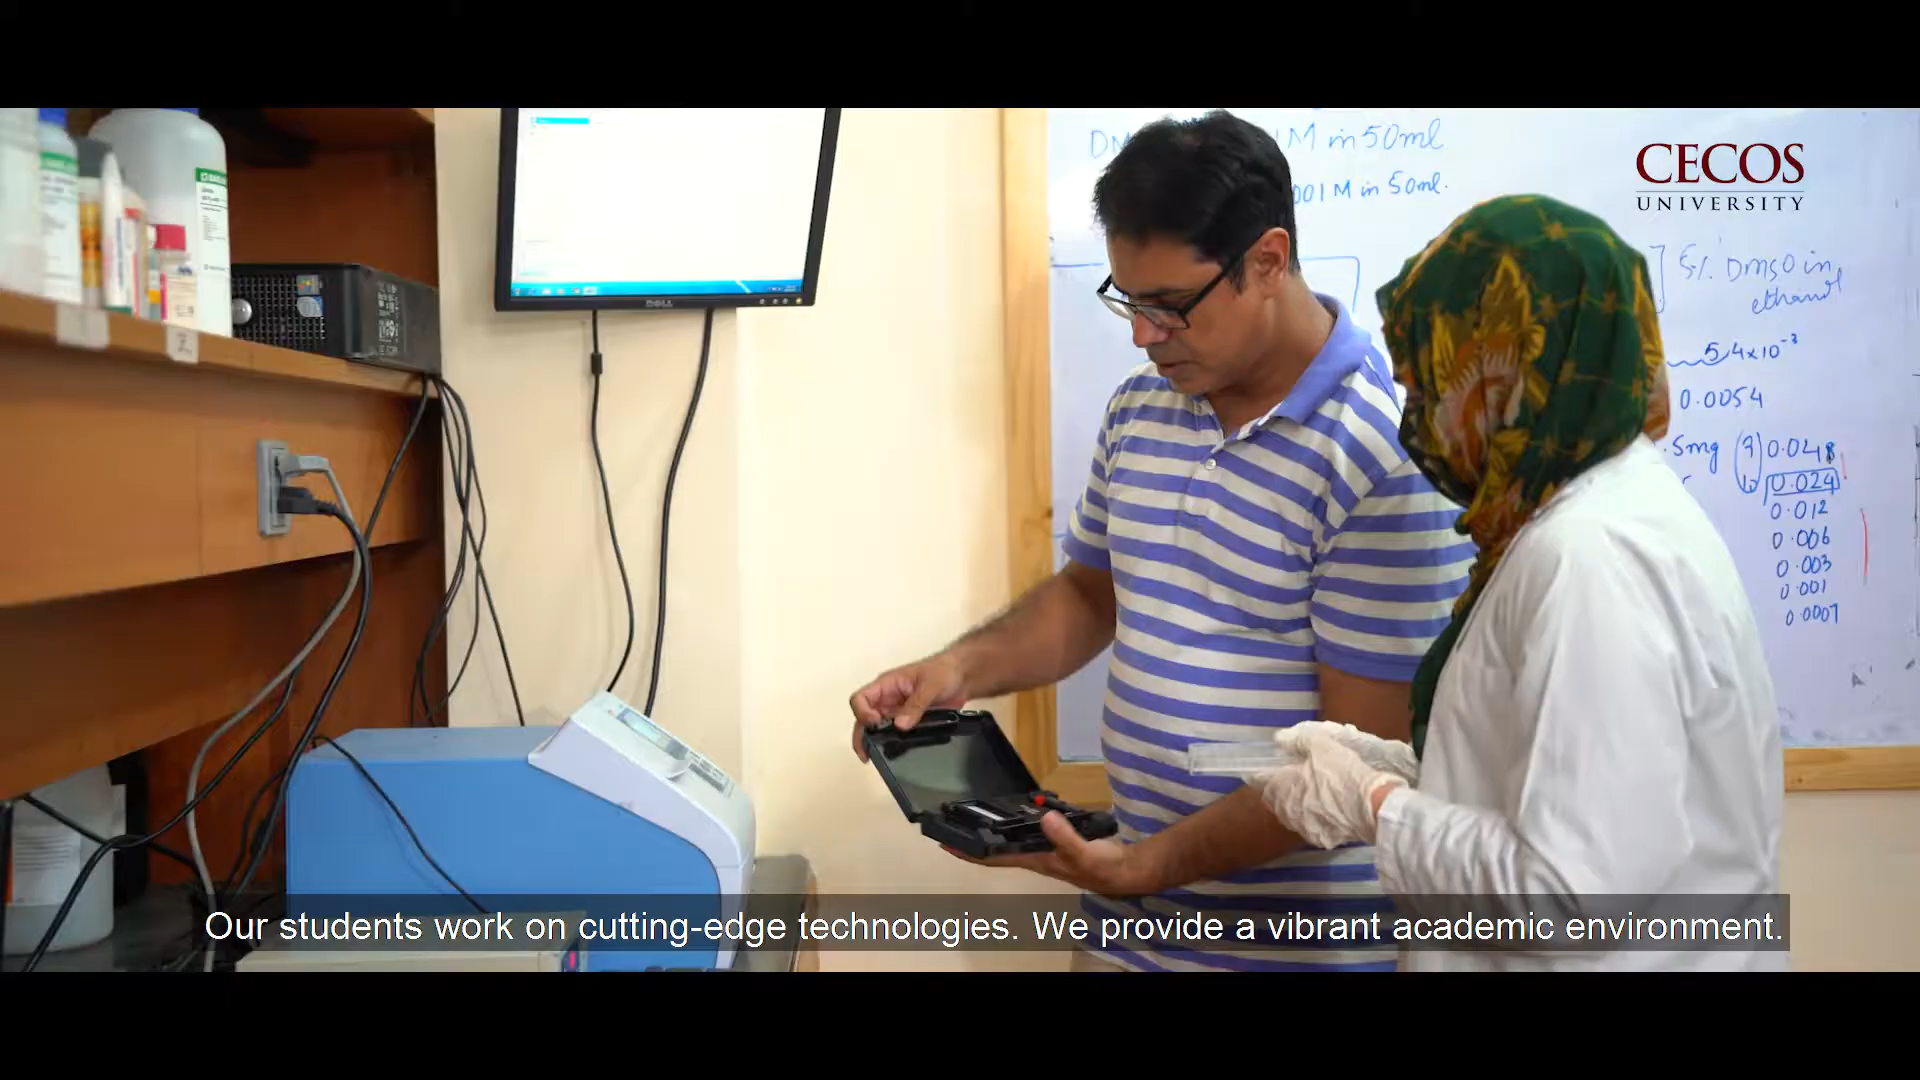 M in 50ml
001 M in 50ml.
CECOS
UNIVERSITY
5% DMSO in
ethanol
5.4x10⁻³
0.0054
5mg
0.048
0.024
0.012
0.006
0.003
0.001
0.0007
DELL
Our students work on cutting-edge technologies. We provide a vibrant academic environment.